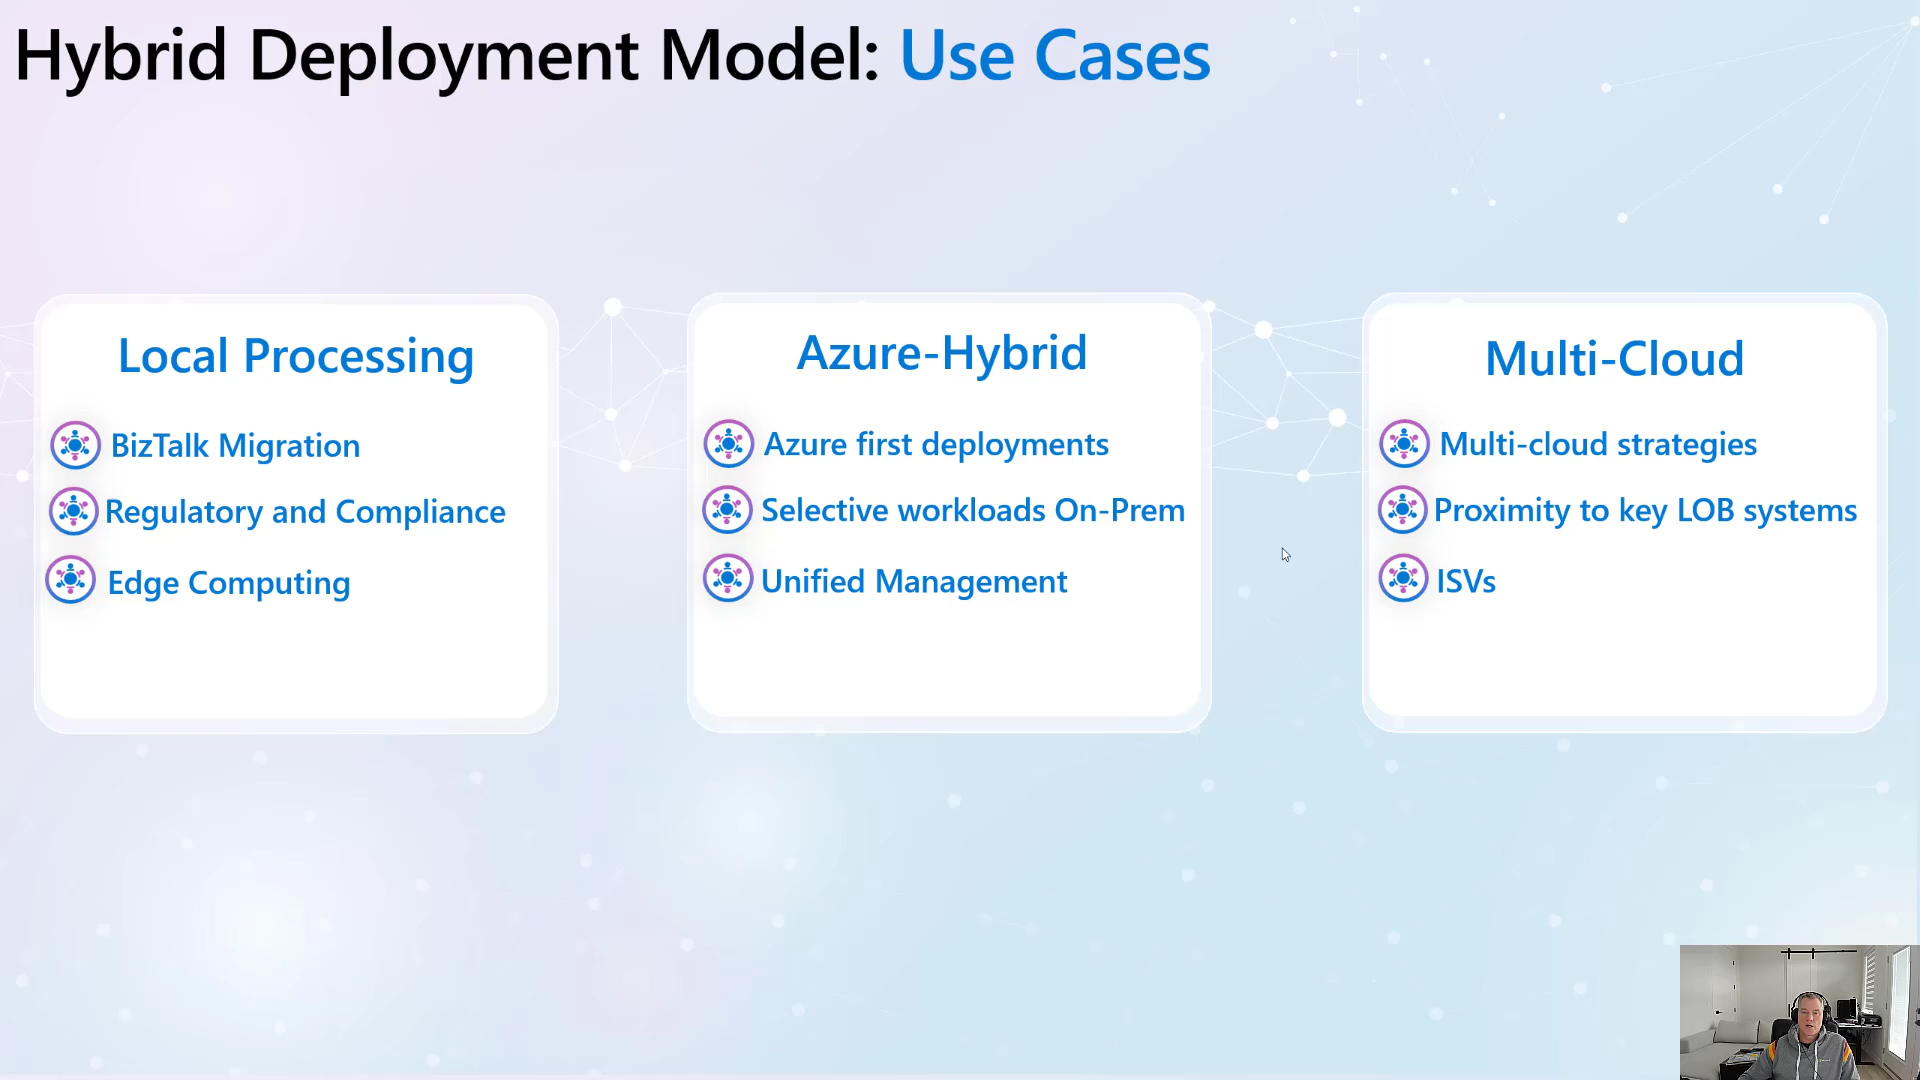 Hybrid Deployment Model: Use Cases
Local Processing
BizTalk Migration
Regulatory and Compliance
Edge Computing
Azure-Hybrid
Azure first deployments
Selective workloads On-Prem
Unified Management
Multi-Cloud
Multi-cloud strategies
Proximity to key LOB systems
ISVs